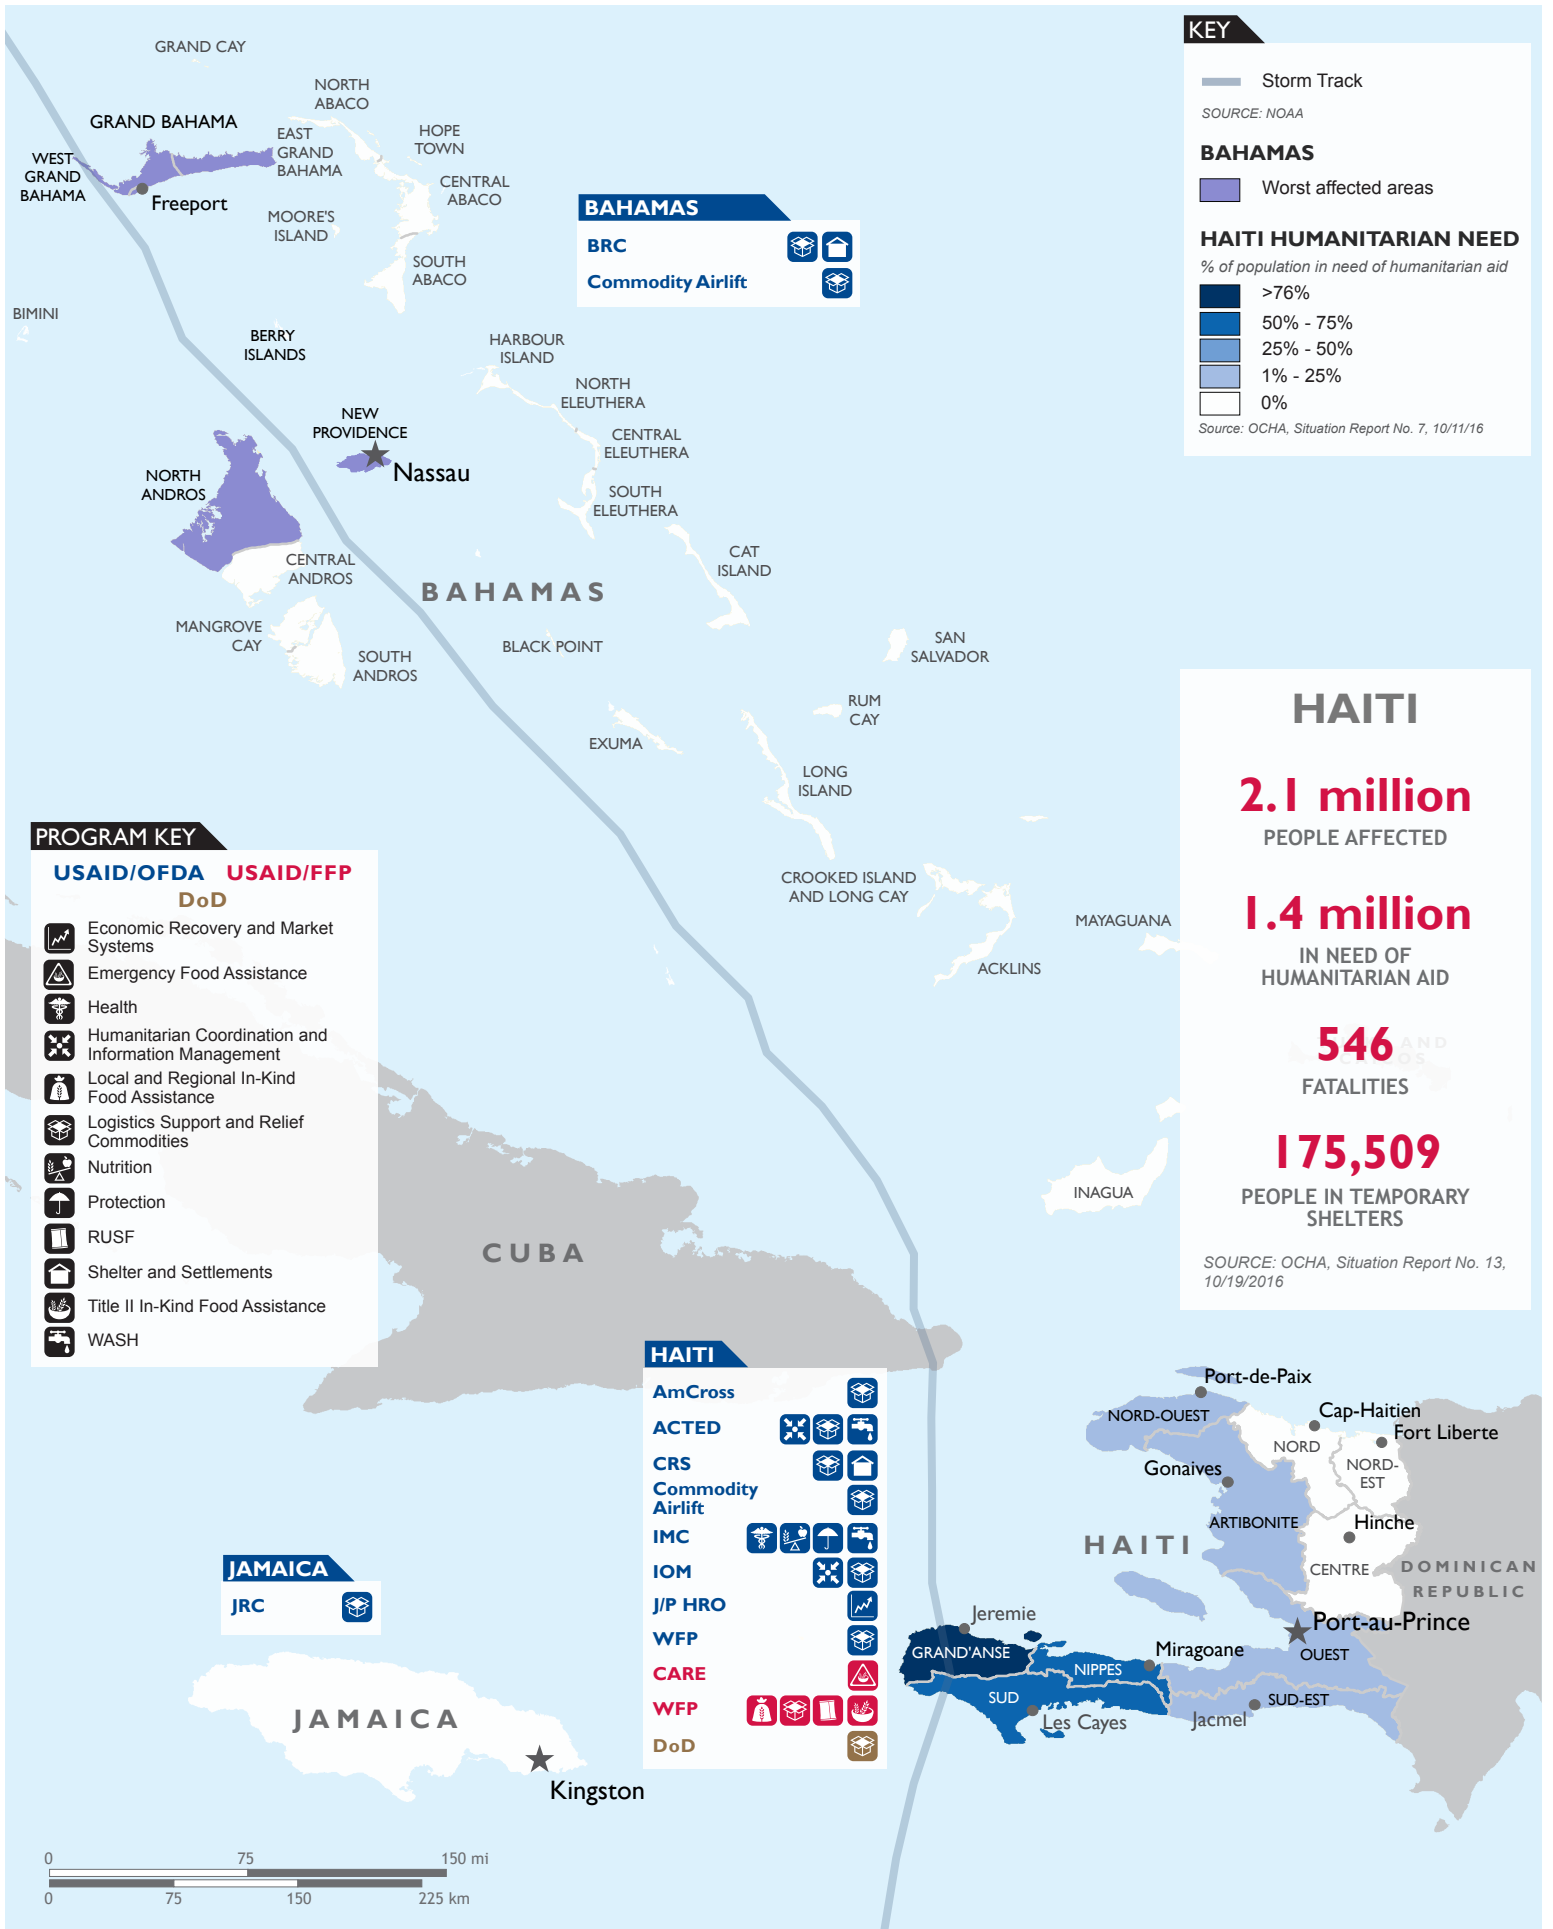 GRAND CAY
NORTH
ABACO
GRAND BAHAMA
EAST
GRAND
BAHAMA
HOPE
TOWN
WEST
GRAND
BAHAMA
CENTRAL
ABACO
Freeport
MOORE'S
ISLAND
SOUTH
ABACO
BIMINI
BERRY
ISLANDS
HARBOUR
ISLAND
NORTH
ELEUTHERA
NEW
PROVIDENCE
CENTRAL
ELEUTHERA
Nassau
NORTH
ANDROS
SOUTH
ELEUTHERA
CENTRAL
ANDROS
CAT
ISLAND
BAHAMAS
MANGROVE
CAY
BLACK POINT
SOUTH
ANDROS
SAN
SALVADOR
RUM
CAY
EXUMA
LONG
ISLAND
CROOKED ISLAND
AND LONG CAY
MAYAGUANA
ACKLINS
INAGUA
CUBA
BAHAMAS
BRC
Commodity Airlift
KEY
Storm Track
SOURCE: NOAA
BAHAMAS
Worst affected areas
HAITI HUMANITARIAN NEED
% of population in need of humanitarian aid
>76%
50% - 75%
25% - 50%
1% - 25%
0%
Source: OCHA, Situation Report No. 7, 10/11/16
HAITI
2.1 million
PEOPLE AFFECTED
1.4 million
IN NEED OF
HUMANITARIAN AID
546
FATALITIES
175,509
PEOPLE IN TEMPORARY
SHELTERS
SOURCE: OCHA, Situation Report No. 13,
10/19/2016
PROGRAM KEY
USAID/OFDA USAID/FFP
DoD
Economic Recovery and Market
Systems
Emergency Food Assistance
Health
Humanitarian Coordination and
Information Management
Local and Regional In-Kind
Food Assistance
Logistics Support and Relief
Commodities
Nutrition
Protection
RUSF
Shelter and Settlements
Title II In-Kind Food Assistance
WASH
HAITI
AmCross
ACTED
CRS
Commodity
Airlift
IMC
IOM
J/P HRO
WFP
CARE
WFP
DoD
JAMAICA
JRC
JAMAICA
Kingston
Port-de-Paix
NORD-OUEST
Cap-Haitien
Fort Liberte
NORD
NORD-
EST
Gonaives
ARTIBONITE
Hinche
HAITI
CENTRE
DOMINICAN
REPUBLIC
Jeremie
Port-au-Prince
GRAND'ANSE
Miragoane
OUEST
NIPPES
SUD
SUD-EST
Les Cayes
Jacmel
0 75 150 mi
0 75 150 225 km